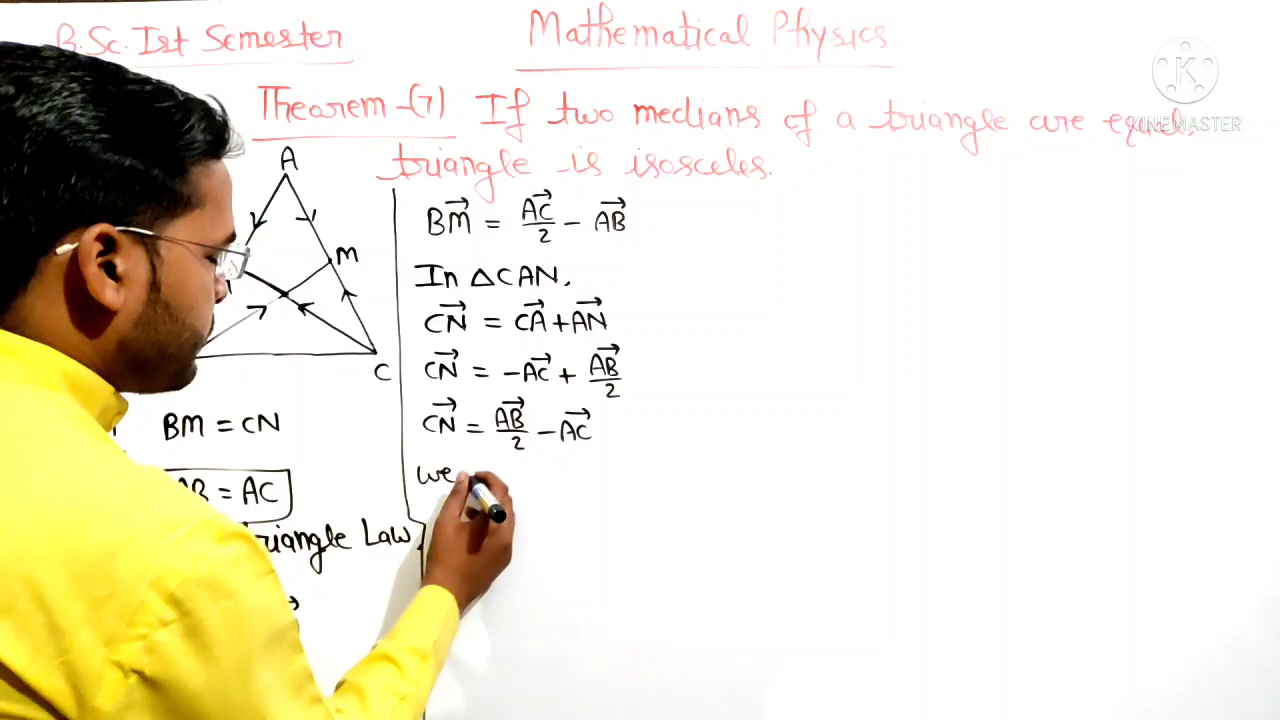 B.Sc. Ist Semester
Mathematical Physics
K
KINEMASTER
Theorem-(7) If two medians of a triangle are equal,
triangle is isosceles.
A
M
C
BM = CN
AB = AC
Triangle Law
BM = AC/2 - AB
In △CAN,
CN = CA + AN
CN = -AC + AB/2
CN = AB/2 - AC
we